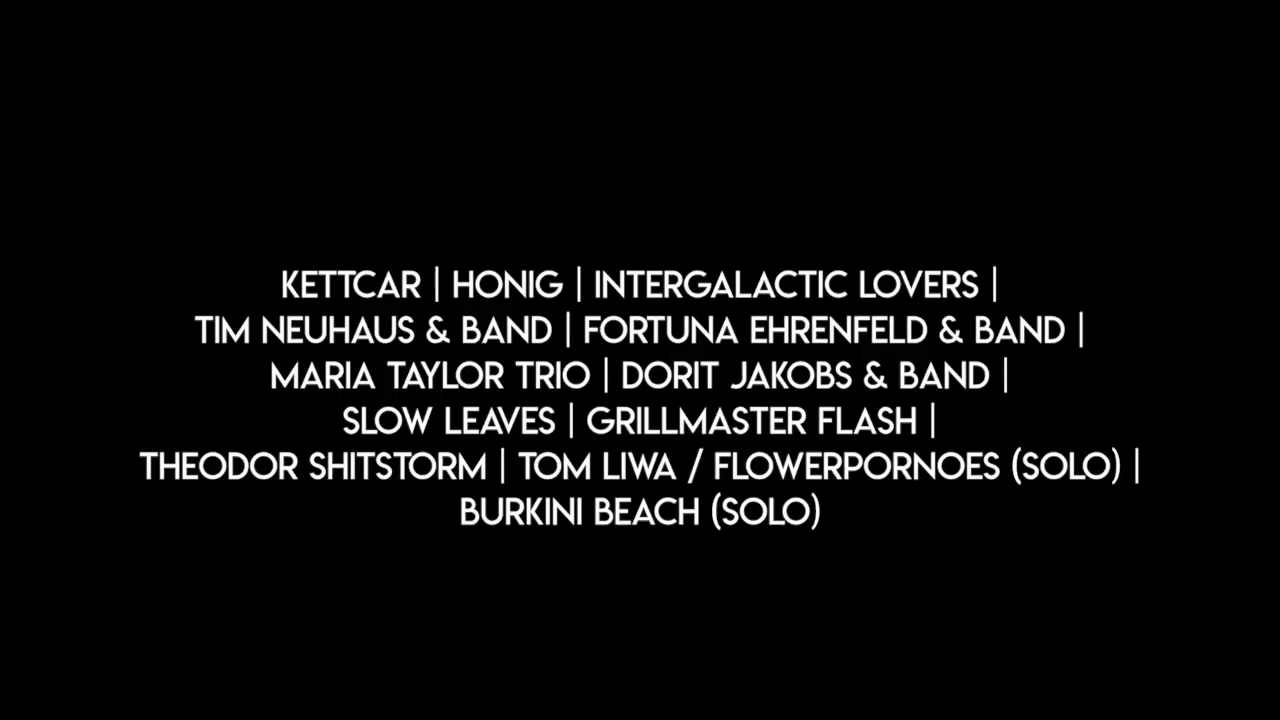 KETTCAR | HONIG | INTERGALACTIC LOVERS |
TIM NEUHAUS & BAND | FORTUNA EHRENFELD & BAND |
MARIA TAYLOR TRIO | DORIT JAKOBS & BAND |
SLOW LEAVES | GRILLMASTER FLASH |
THEODOR SHITSTORM | TOM LIWA / FLOWERPORNOES (SOLO) |
BURKINI BEACH (SOLO)